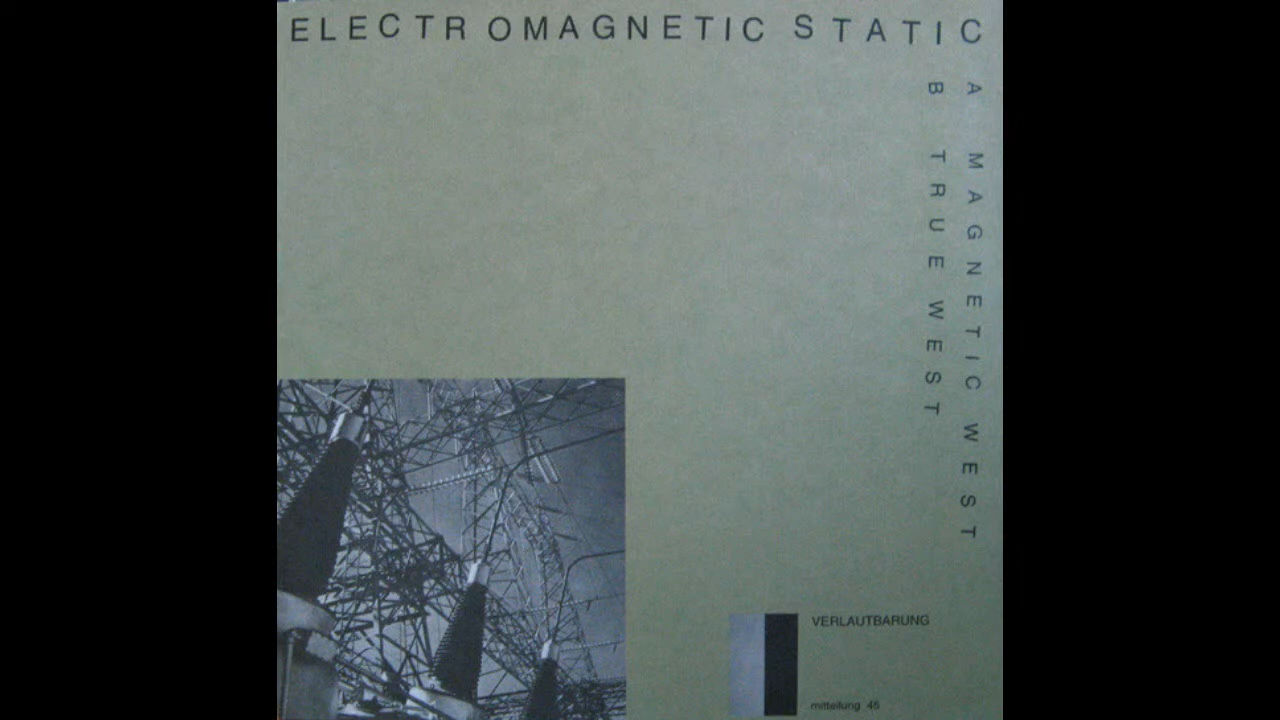 ELECTROMAGNETIC STATIC
A MAGNETIC WEST
B TRUE WEST
VERLAUTBARUNG
mitteilung 45